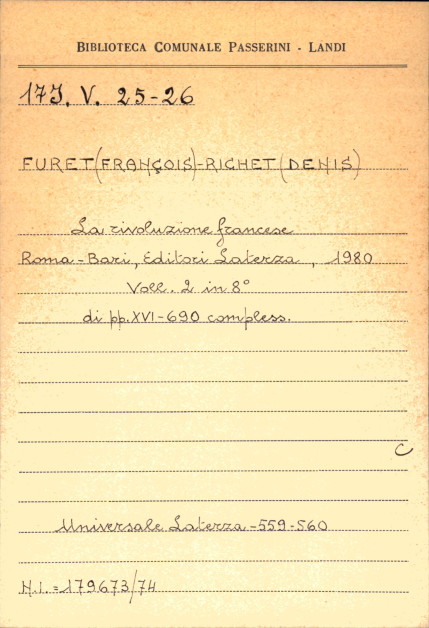 BIBLIOTECA COMUNALE PASSERINI - LANDI
17J. V. 25-26
FURET (FRANÇOIS)-RICHET (DENIS)
La rivoluzione francese
Roma-Bari, Editori Laterza, 1980
Voll. 2 in 8°
di pp. XVI-690 compless.
C
Universale Laterza-559-560
N.i. = 179673/74